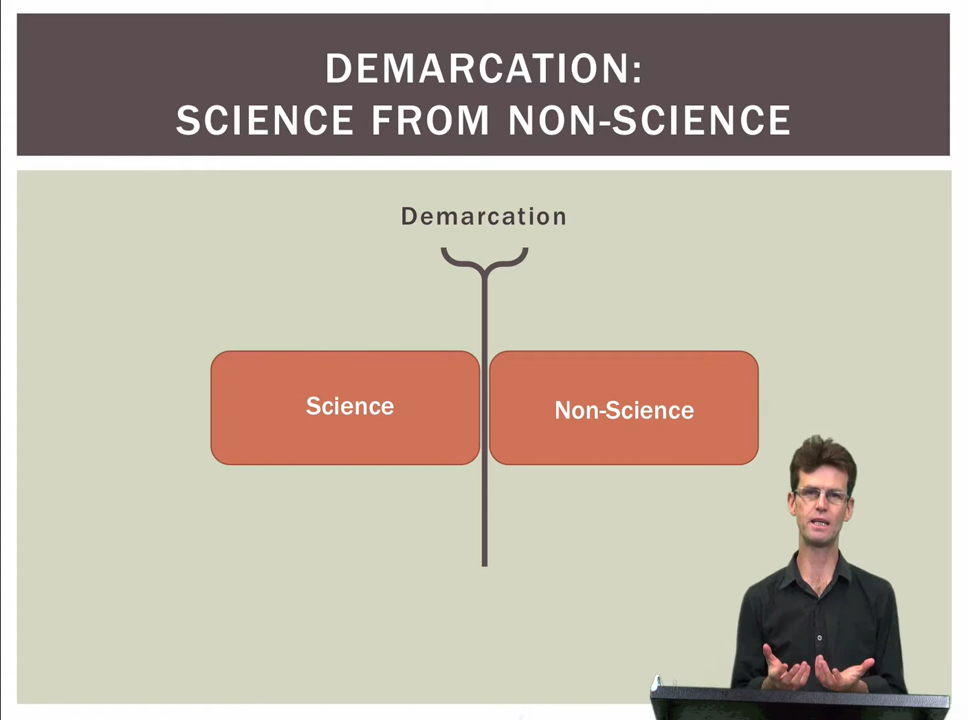 DEMARCATION:
SCIENCE FROM NON-SCIENCE
Demarcation
Science
Non-Science